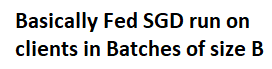 Basically Fed SGD run on
clients in Batches of size B